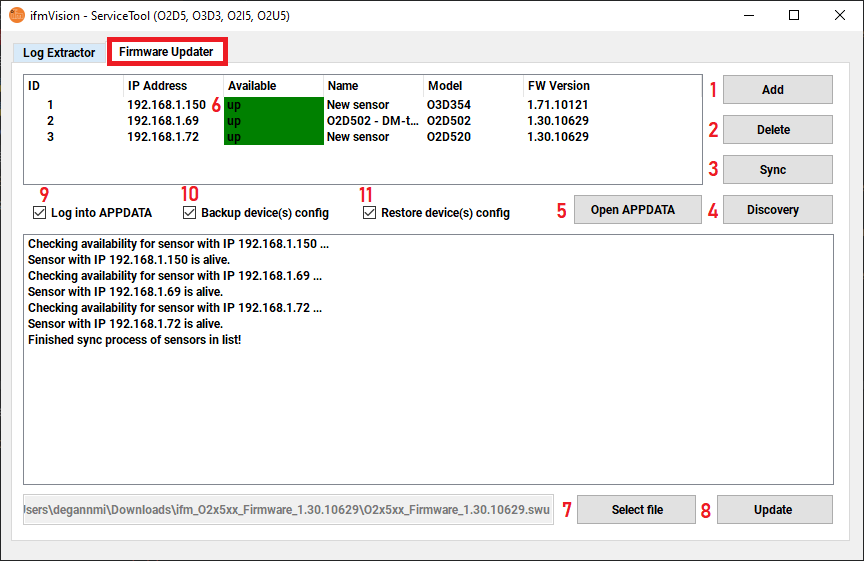 ifmVision - ServiceTool (O2D5, O3D3, O2I5, O2U5)
Log Extractor Firmware Updater
ID IP Address Available Name Model FW Version
1 192.168.1.150 6 up New sensor O3D354 1.71.10121
2 192.168.1.69 up O2D502 - DM-t... O2D502 1.30.10629
3 192.168.1.72 up New sensor O2D520 1.30.10629
1 Add
2 Delete
3 Sync
9 10 11
Log into APPDATA Backup device(s) config Restore device(s) config 5 Open APPDATA 4 Discovery
Checking availability for sensor with IP 192.168.1.150 ...
Sensor with IP 192.168.1.150 is alive.
Checking availability for sensor with IP 192.168.1.69 ...
Sensor with IP 192.168.1.69 is alive.
Checking availability for sensor with IP 192.168.1.72 ...
Sensor with IP 192.168.1.72 is alive.
Finished sync process of sensors in list!
sers\degannmi\Downloads\ifm_O2x5xx_Firmware_1.30.10629\O2x5xx_Firmware_1.30.10629.swu 7 Select file 8 Update